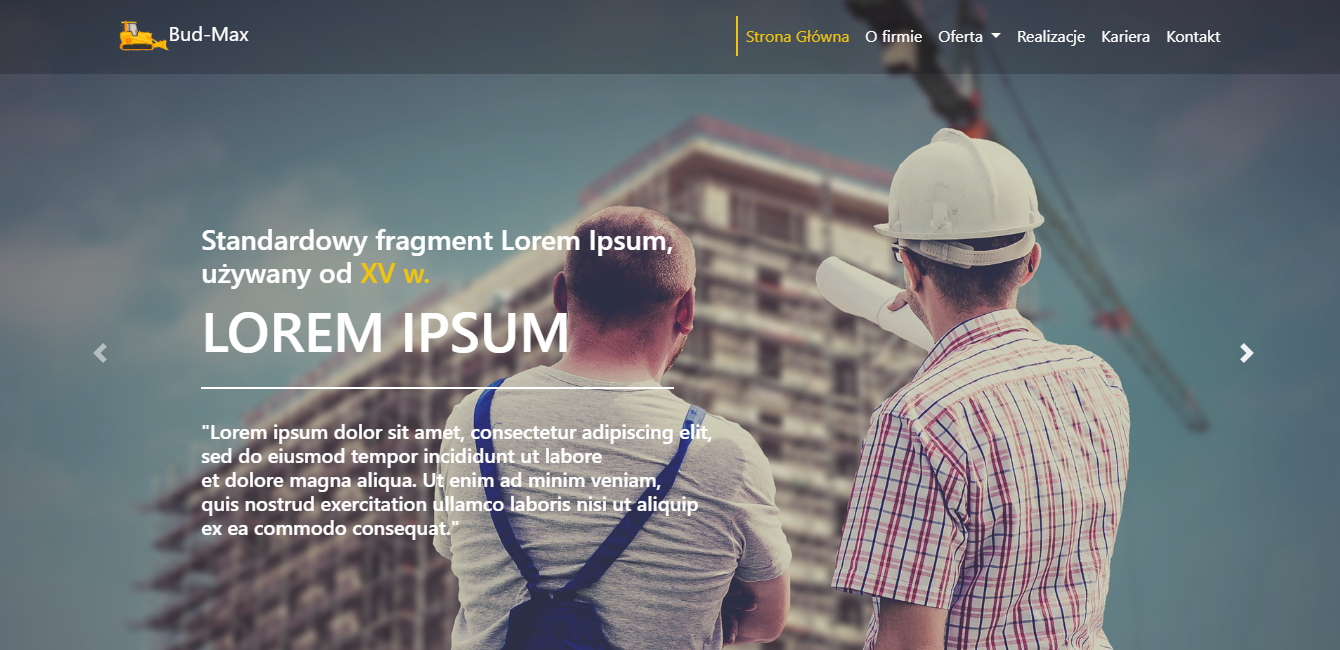 Bud-Max
Strona Główna O firmie Oferta Realizacje Kariera Kontakt
Standardowy fragment Lorem Ipsum,
używany od XV w.
LOREM IPSUM
"Lorem ipsum dolor sit amet, consectetur adipiscing elit,
sed do eiusmod tempor incididunt ut labore
et dolore magna aliqua. Ut enim ad minim veniam,
quis nostrud exercitation ullamco laboris nisi ut aliquip
ex ea commodo consequat."